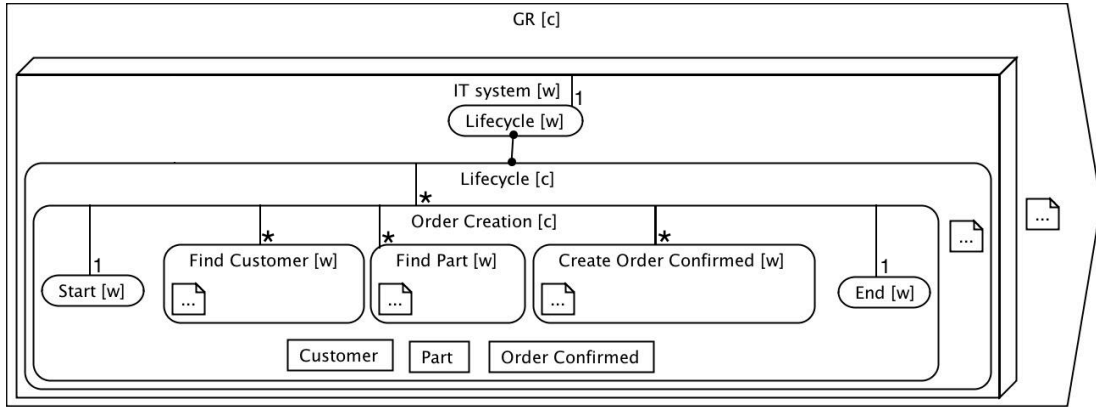 GR [c]
IT system [w]
1
Lifecycle [w]
Lifecycle [c]
*
Order Creation [c]
* * *
Find Customer [w] Find Part [w] Create Order Confirmed [w]
1 1
Start [w] ... ... ... End [w]
... ...
Customer Part Order Confirmed